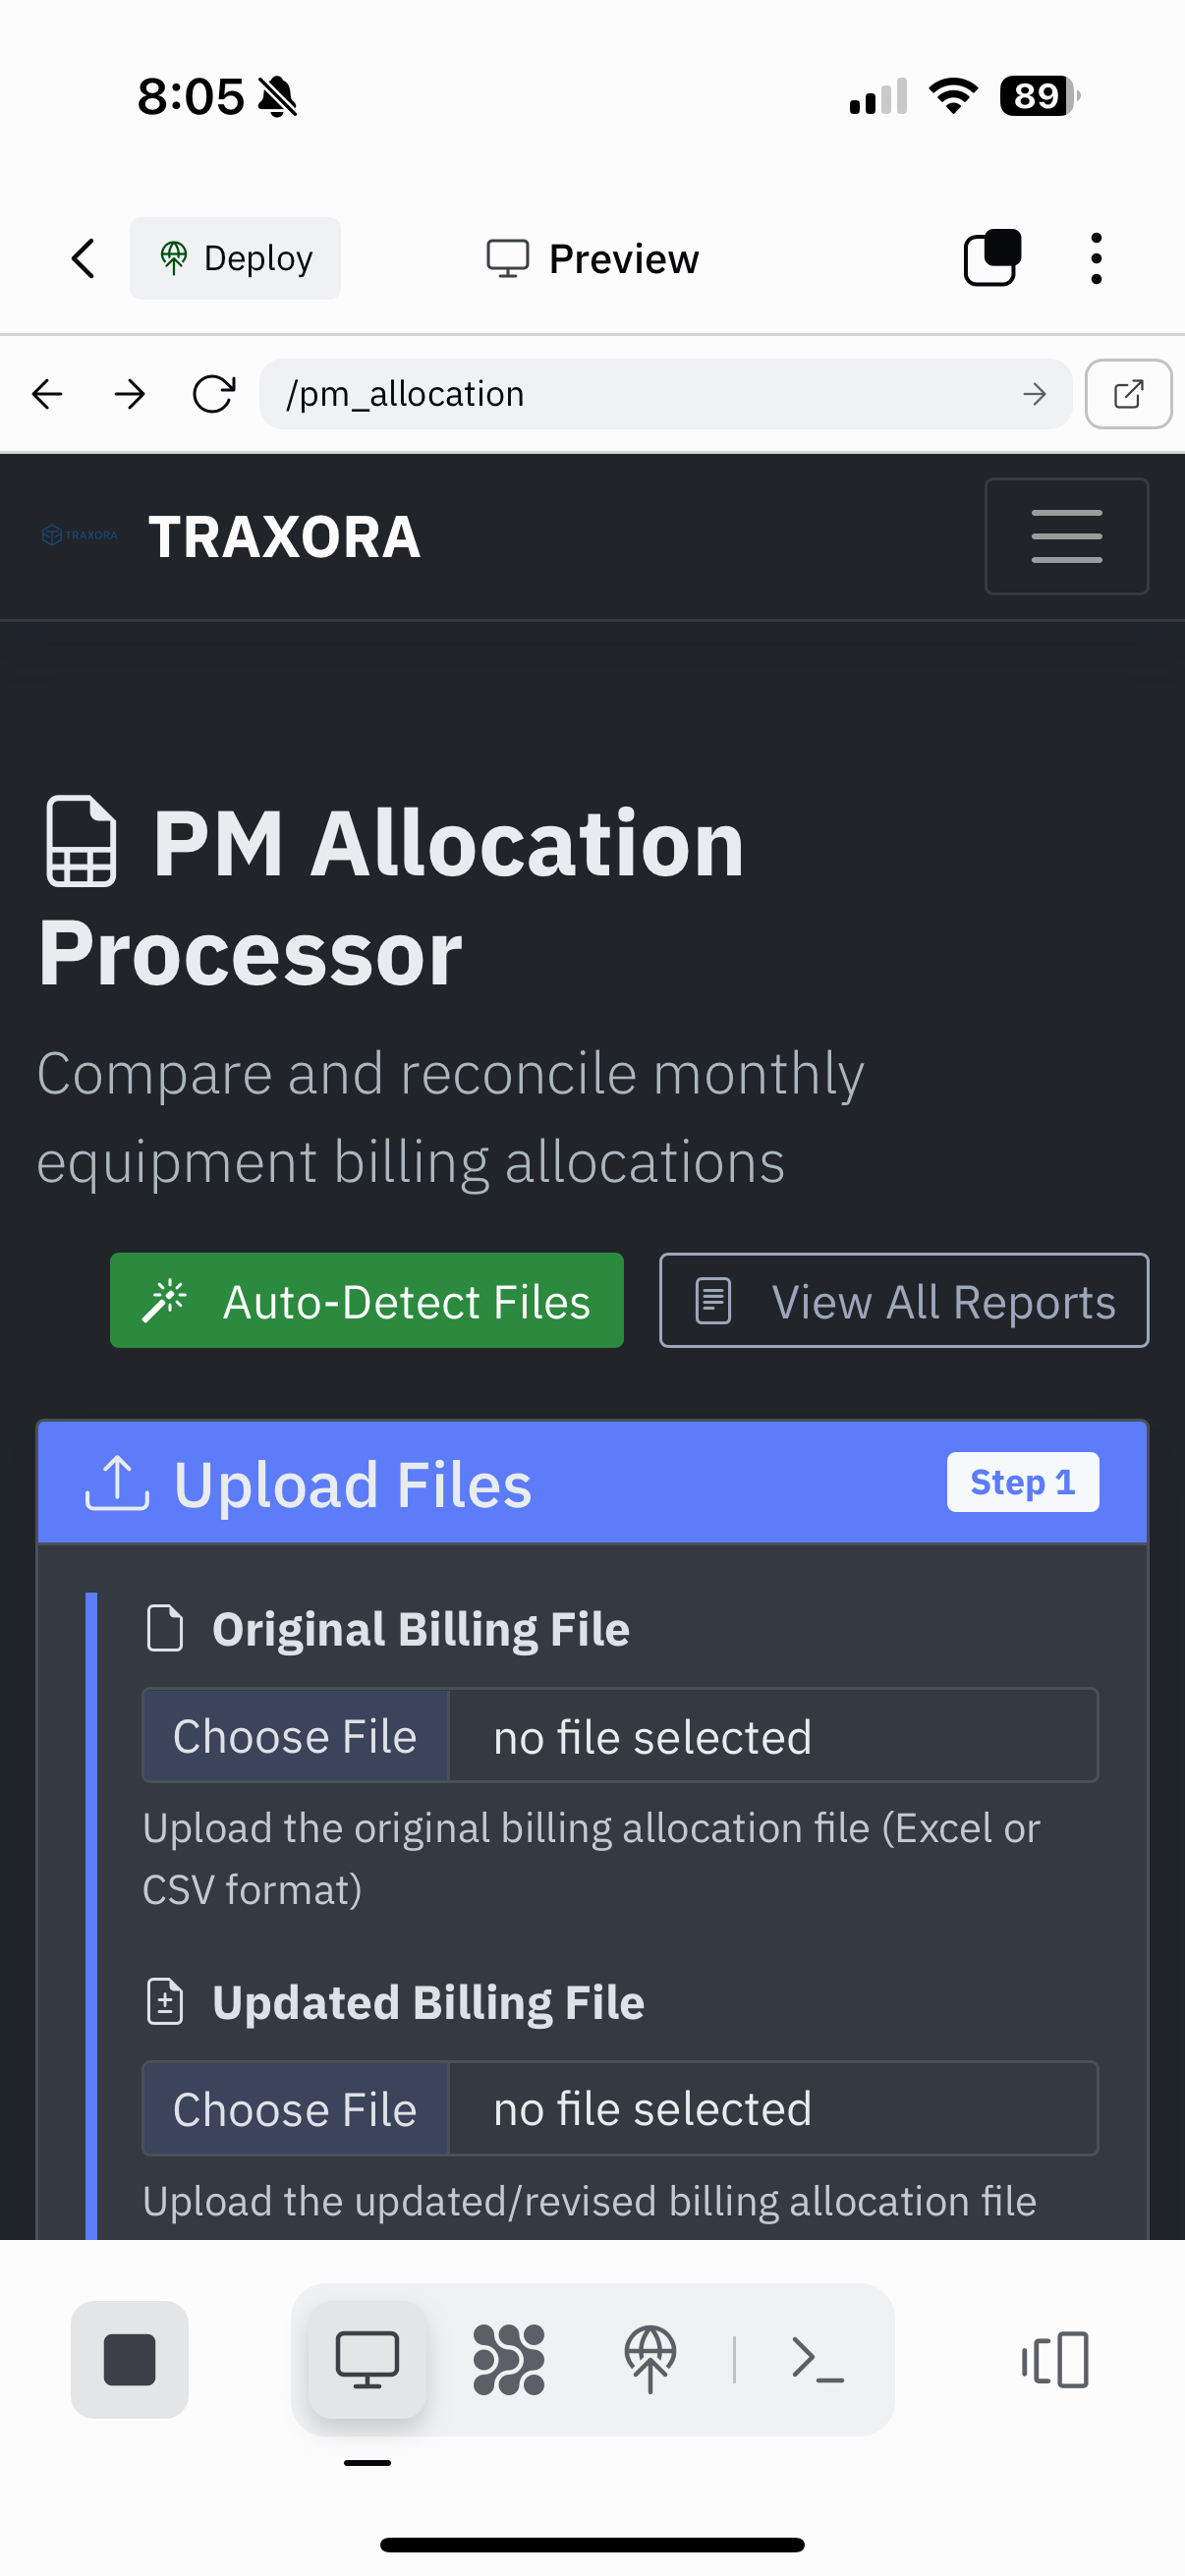 8:05
89
Deploy
Preview
/pm_allocation
TRAXORA
TRAXORA
PM Allocation
Processor
Compare and reconcile monthly
equipment billing allocations
Auto-Detect Files
View All Reports
Upload Files
Step 1
Original Billing File
Choose File
no file selected
Upload the original billing allocation file (Excel or
CSV format)
Updated Billing File
Choose File
no file selected
Upload the updated/revised billing allocation file